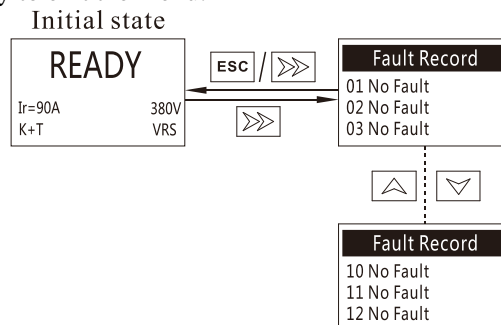 Initial state
READY
Ir=90A 380V
K+T VRS
ESC /
Fault Record
01 No Fault
02 No Fault
03 No Fault
Fault Record
10 No Fault
11 No Fault
12 No Fault